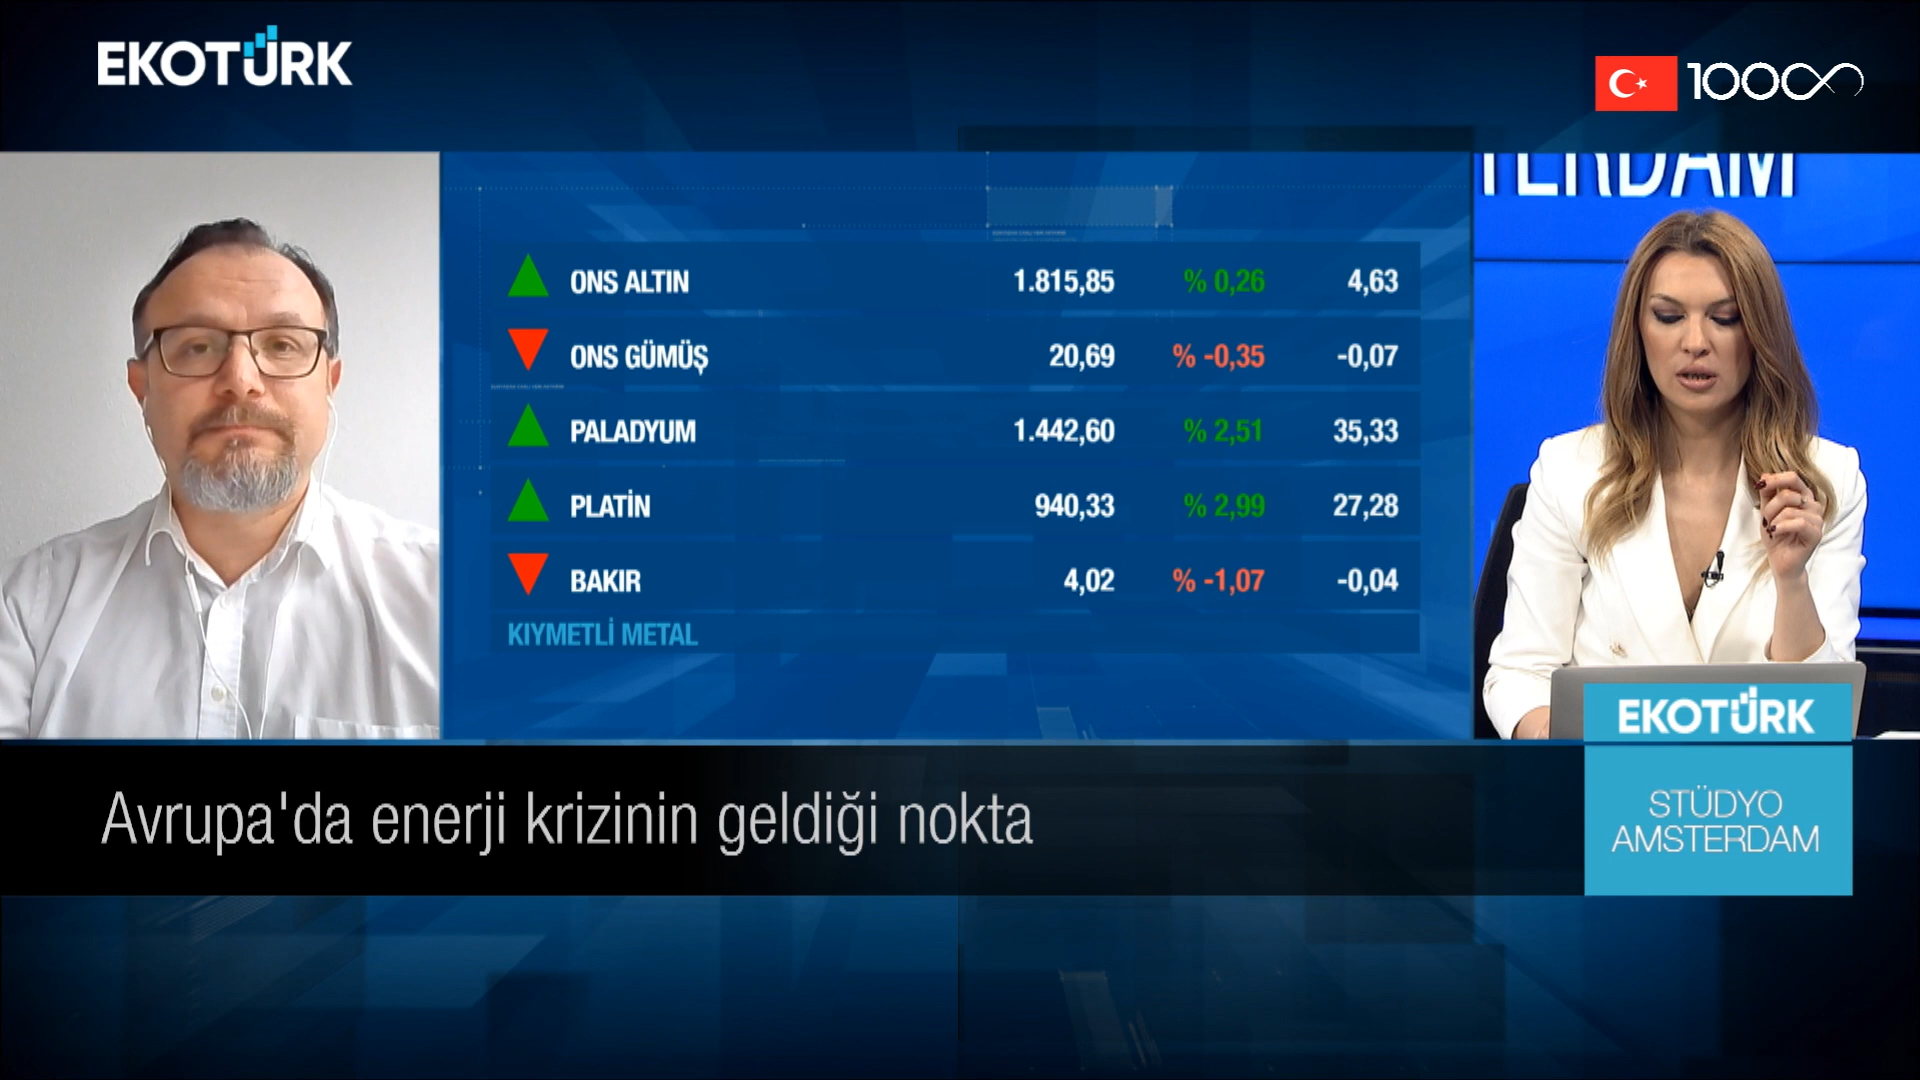 EKOTÜRK
100
TERDAM
ONS ALTIN 1.815,85 % 0,26 4,63
ONS GÜMÜŞ 20,69 % -0,35 -0,07
PALADYUM 1.442,60 % 2,51 35,33
PLATİN 940,33 % 2,99 27,28
BAKIR 4,02 % -1,07 -0,04
KIYMETLİ METAL
EKOTÜRK
STÜDYO
AMSTERDAM
Avrupa'da enerji krizinin geldiği nokta